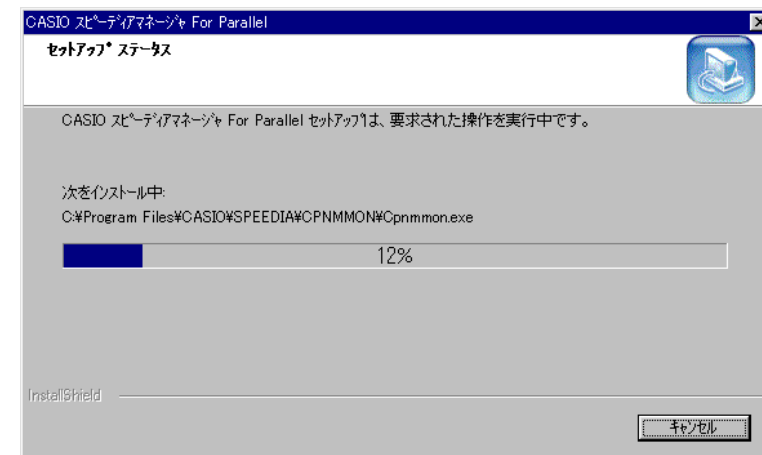 CASIO スピーディアマネージャ For Parallel
セットアップ ステータス
CASIO スピーディアマネージャ For Parallel セットアップは、要求された操作を実行中です。
次をインストール中:
C:¥Program Files¥CASIO¥SPEEDIA¥CPNMMON¥Cpnmmon.exe
12%
InstallShield
キャンセル